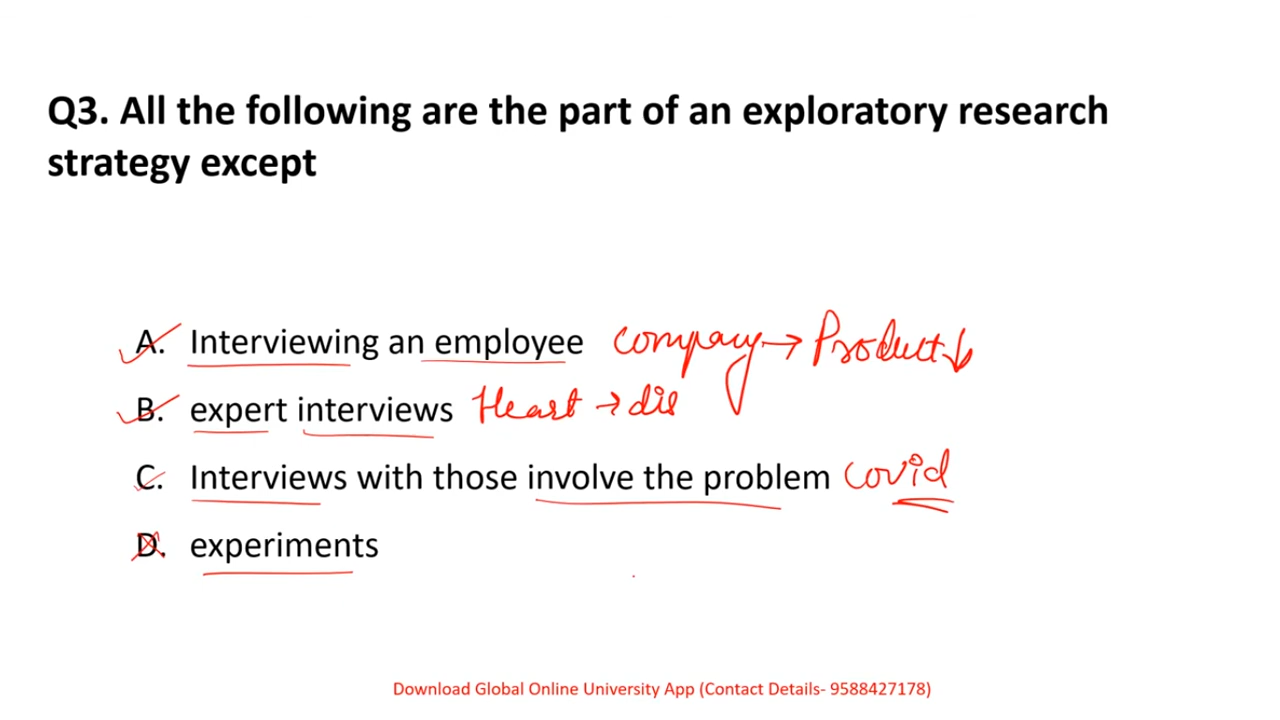 Q3. All the following are the part of an exploratory research
strategy except
A. Interviewing an employee company → Product ↓
B. expert interviews Heart → die
C. Interviews with those involve the problem covid
D. experiments
Download Global Online University App (Contact Details- 9588427178)